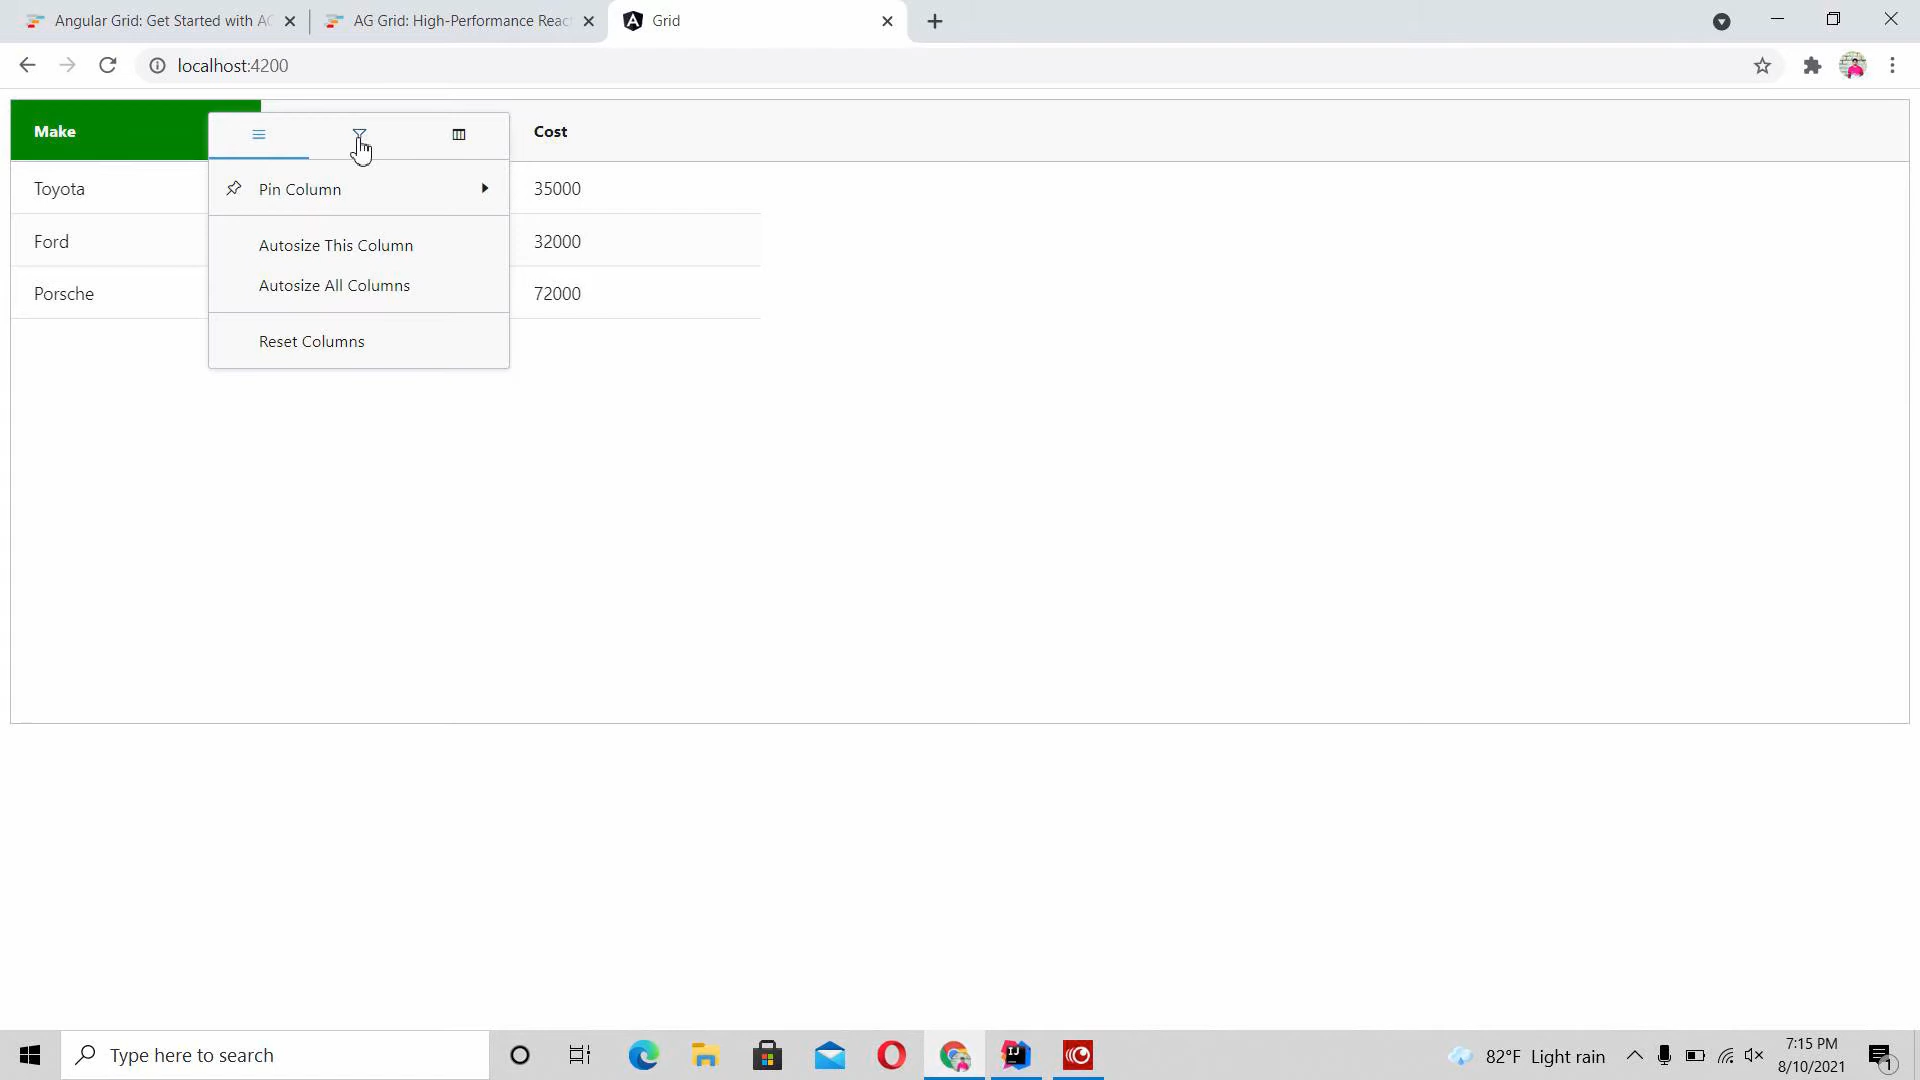 Angular Grid: Get Started with AG
AG Grid: High-Performance Reac
Grid
localhost:4200
Make
Cost
Toyota
35000
Pin Column
Ford
32000
Autosize This Column
Autosize All Columns
Porsche
72000
Reset Columns
Type here to search
82°F Light rain
7:15 PM
8/10/2021
1